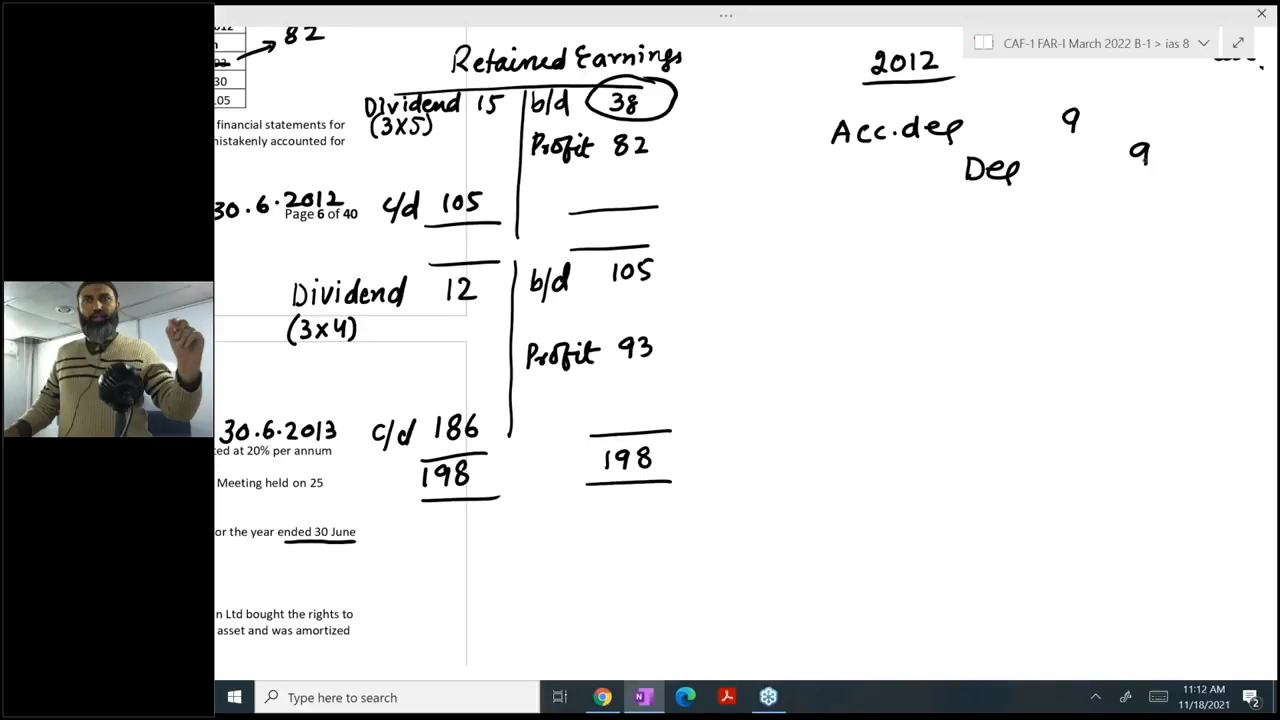 CAF-1 FAR-I March 2022 B-1 > ias 8
82
30
.05
financial statements for
nistakenly accounted for
Page 6 of 40
Retained Earnings
Dividend 15 b/d 38
(3x5) Profit 82
30.6.2012 c/d 105
Dividend 12 b/d 105
(3x4)
Profit 93
30.6.2013 c/d 186
198 198
2012
Acc.dep 9
Dep 9
ted at 20% per annum
Meeting held on 25
or the year ended 30 June
n Ltd bought the rights to
asset and was amortized
Type here to search
11:12 AM
11/18/2021
2